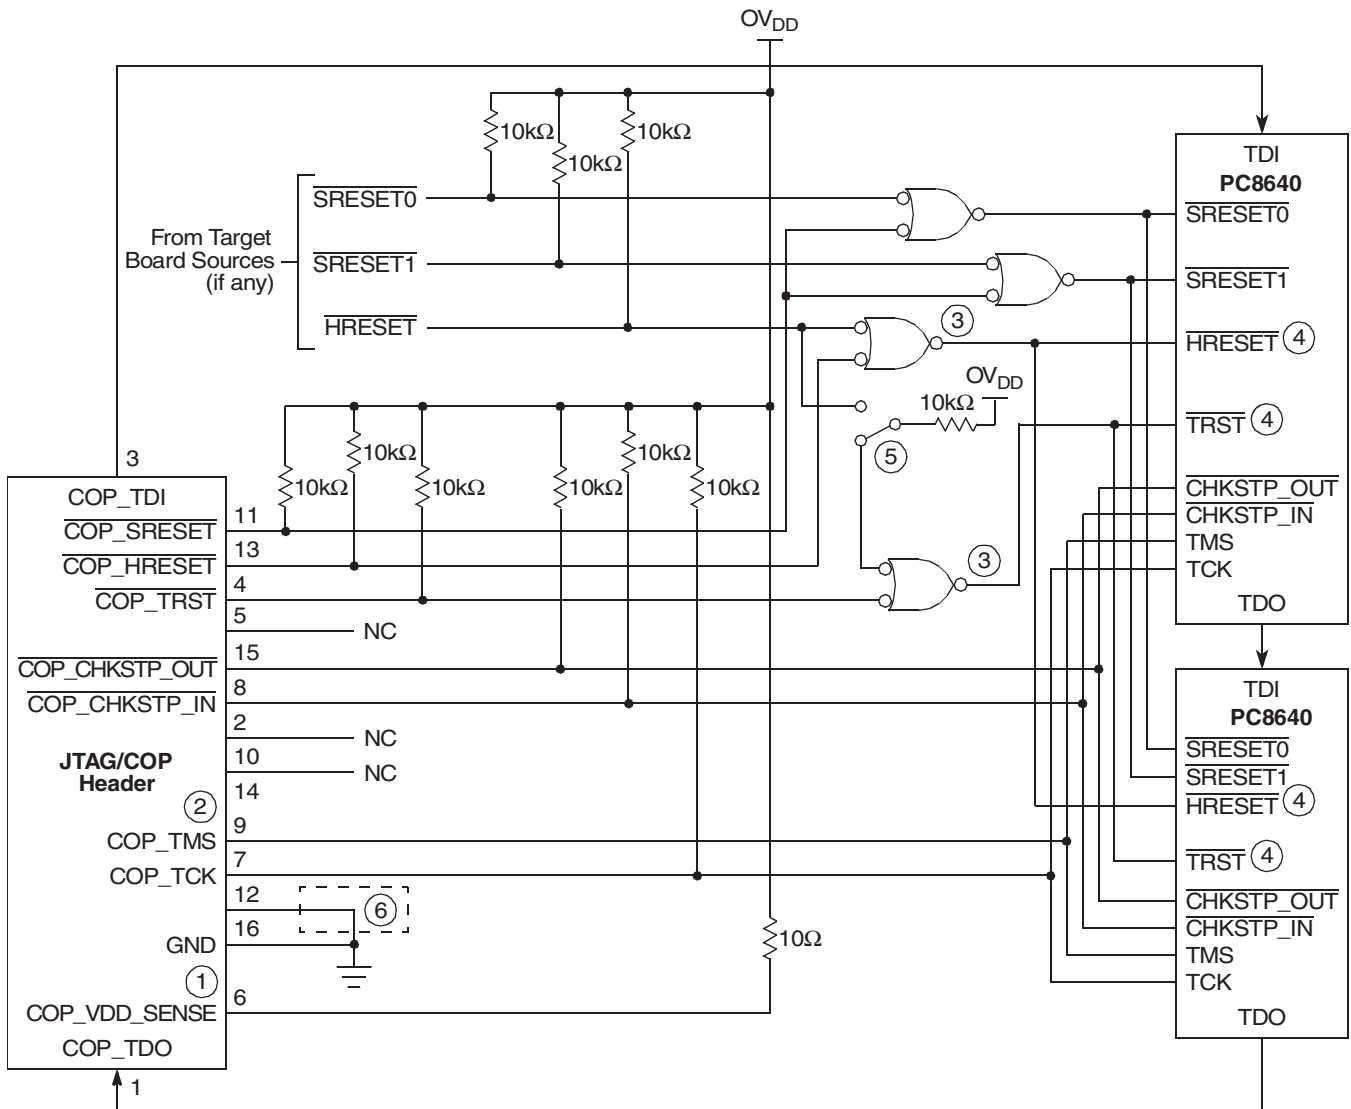 OVDD
10kΩ
10kΩ
10kΩ
TDI
PC8640
SRESET0
SRESET0
From Target
Board Sources
(if any)
SRESET1
SRESET1
HRESET
3
HRESET 4
OVDD
10kΩ
TRST 4
5
3
10kΩ
10kΩ
10kΩ
10kΩ
10kΩ
10kΩ
CHKSTP_OUT
CHKSTP_IN
TMS
TCK
TDO
3
COP_TDI
COP_SRESET 11
COP_HRESET 13
COP_TRST 4
5 NC
COP_CHKSTP_OUT 15
COP_CHKSTP_IN 8
2 NC
10 NC
JTAG/COP
Header
14
2
COP_TMS 9
COP_TCK 7
12
6
GND 16
1
COP_VDD_SENSE 6
COP_TDO
1
3
10Ω
TDI
PC8640
SRESET0
SRESET1
HRESET 4
TRST 4
CHKSTP_OUT
CHKSTP_IN
TMS
TCK
TDO